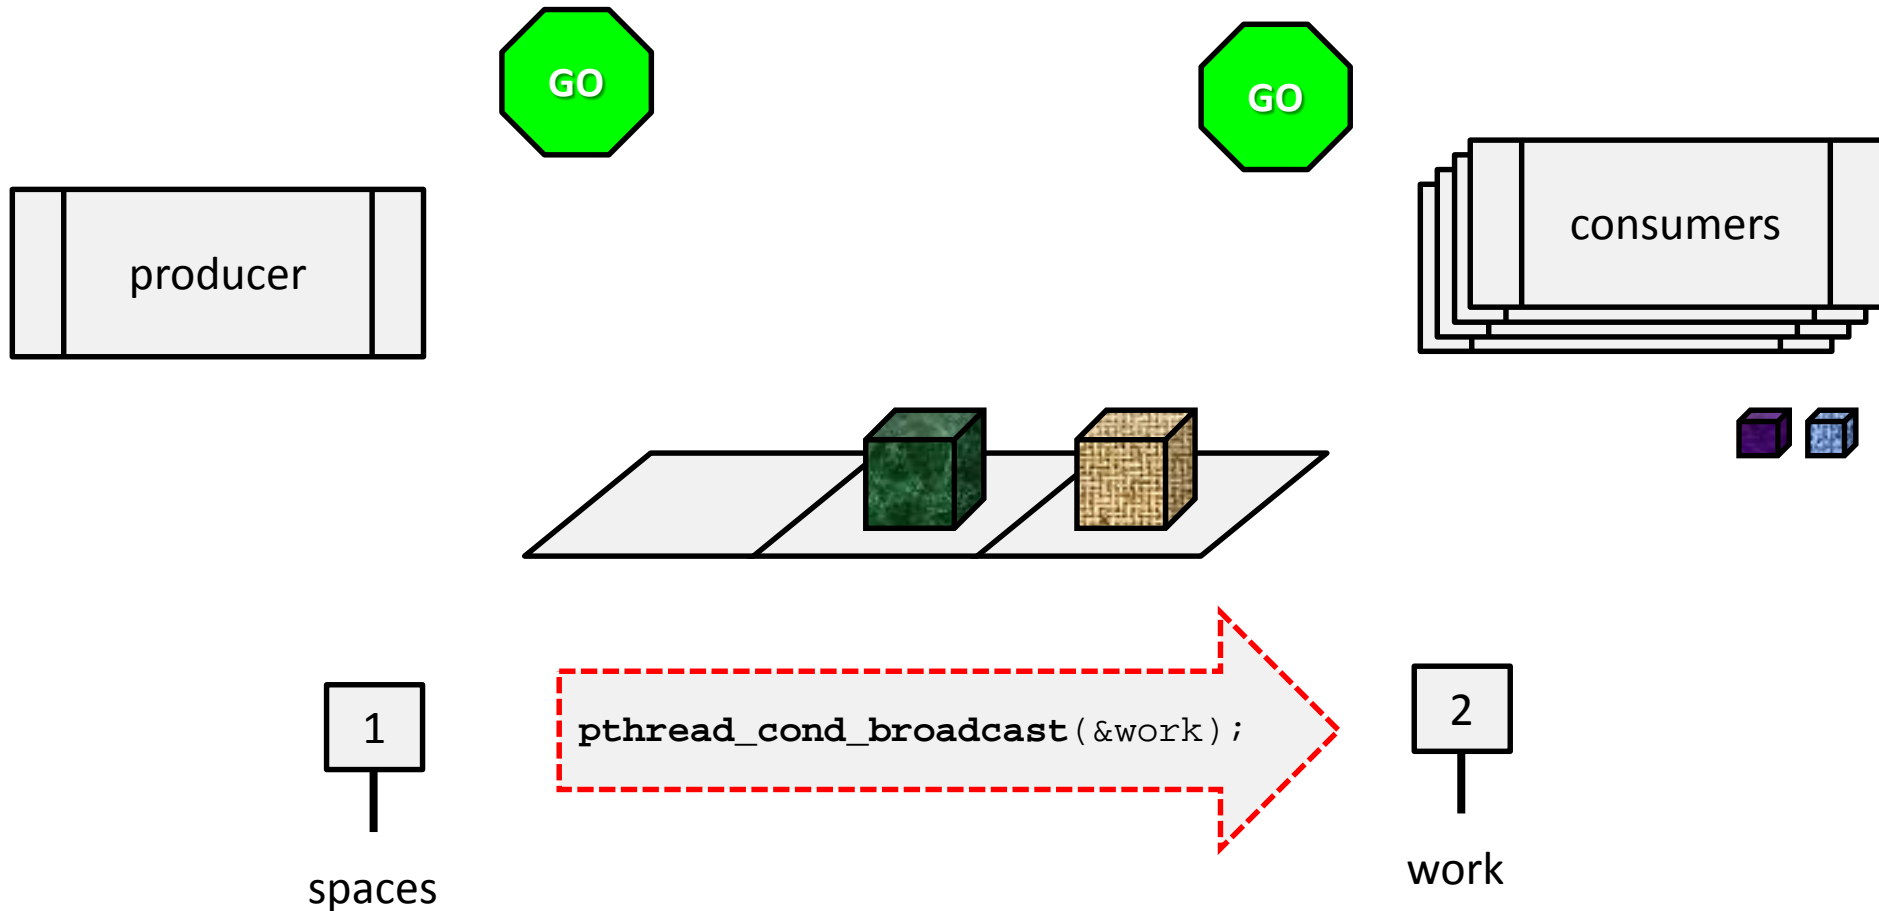 GO
GO
producer
consumers
1
pthread_cond_broadcast(&work);
2
spaces
work